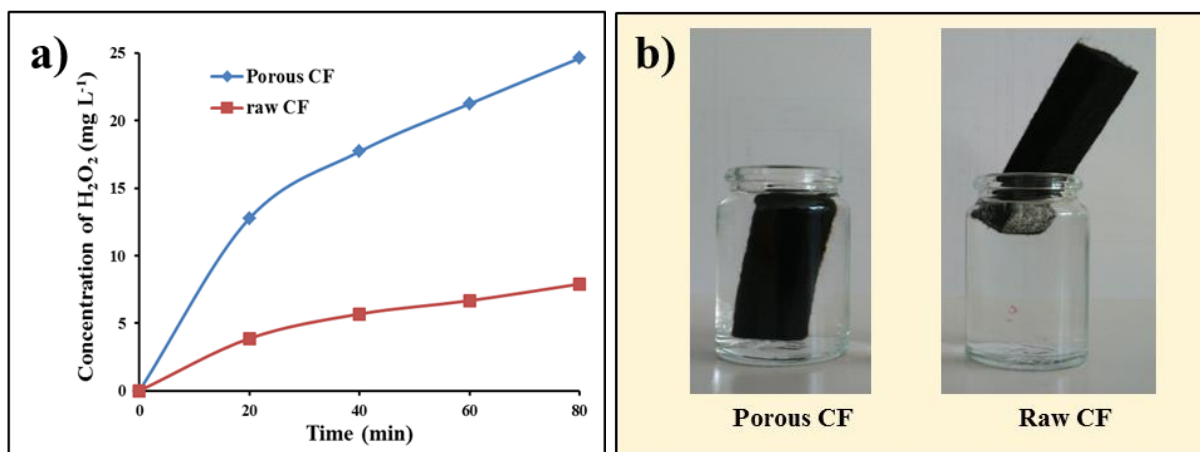 a)
Porous CF
raw CF
Concentration of H₂O₂ (mg L⁻¹)
25
20
15
10
5
0
0 20 40 60 80
Time (min)
b)
Porous CF Raw CF